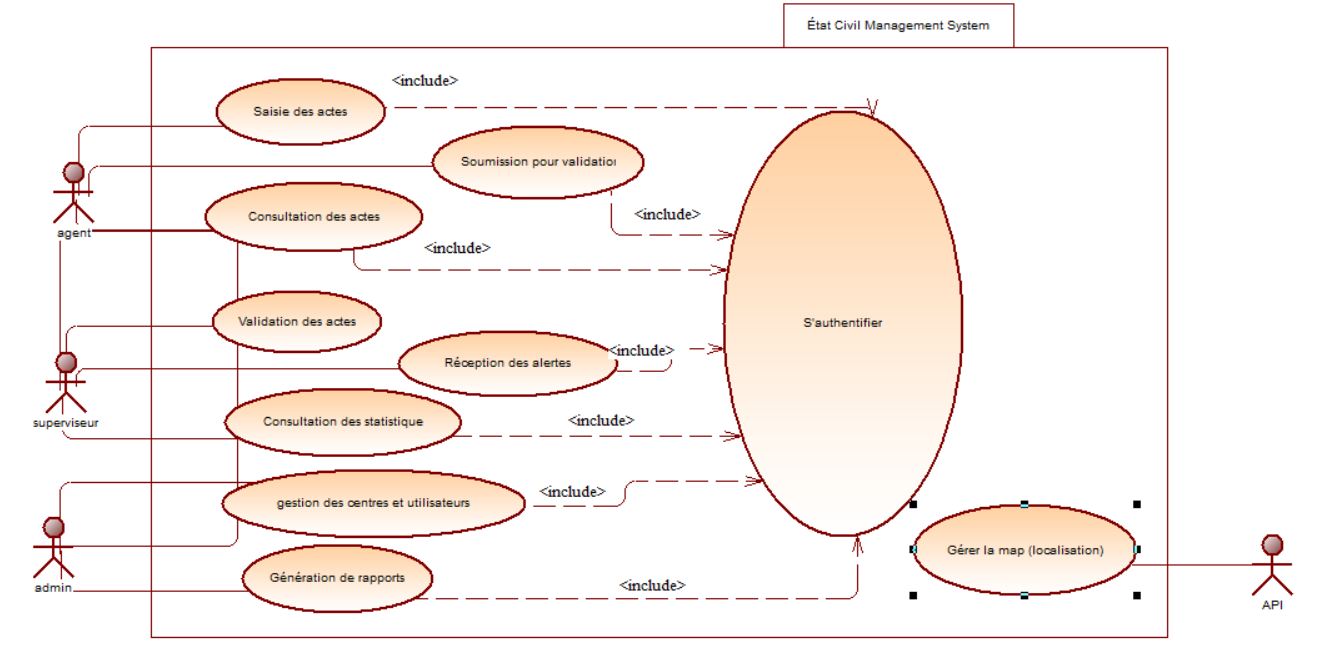 État Civil Management System
<include>
Saisie des actes
Soumission pour validation
Consultation des actes
<include>
agent
<include>
Validation des actes
S'authentifier
<include>
Réception des alertes
superviseur
Consultation des statistique
<include>
gestion des centres et utilisateurs
<include>
Gérer la map (localisation)
Génération de rapports
<include>
admin
API